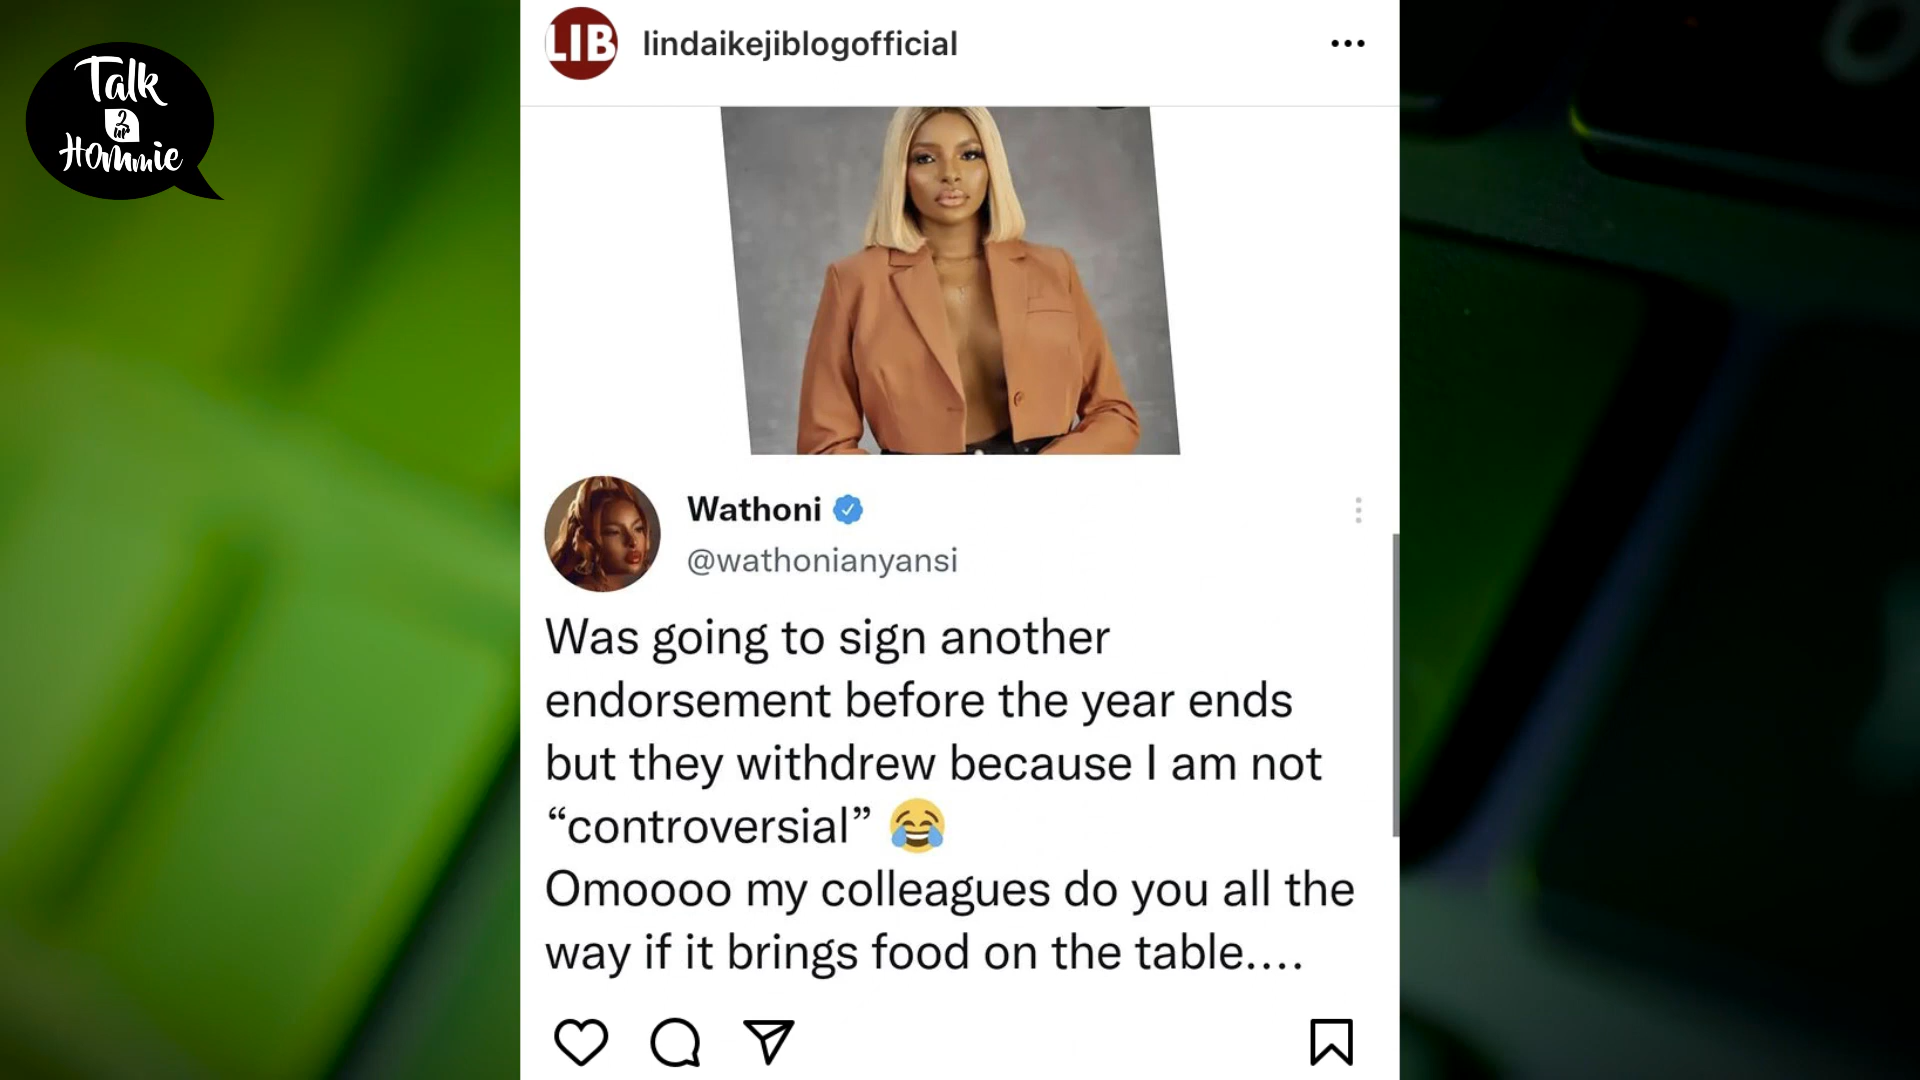 Talk
2
UR
Hommie
LIB
lindaikejiblogofficial
Wathoni
@wathonianyansi
Was going to sign another
endorsement before the year ends
but they withdrew because I am not
“controversial” 😂
Omoooo my colleagues do you all the
way if it brings food on the table....